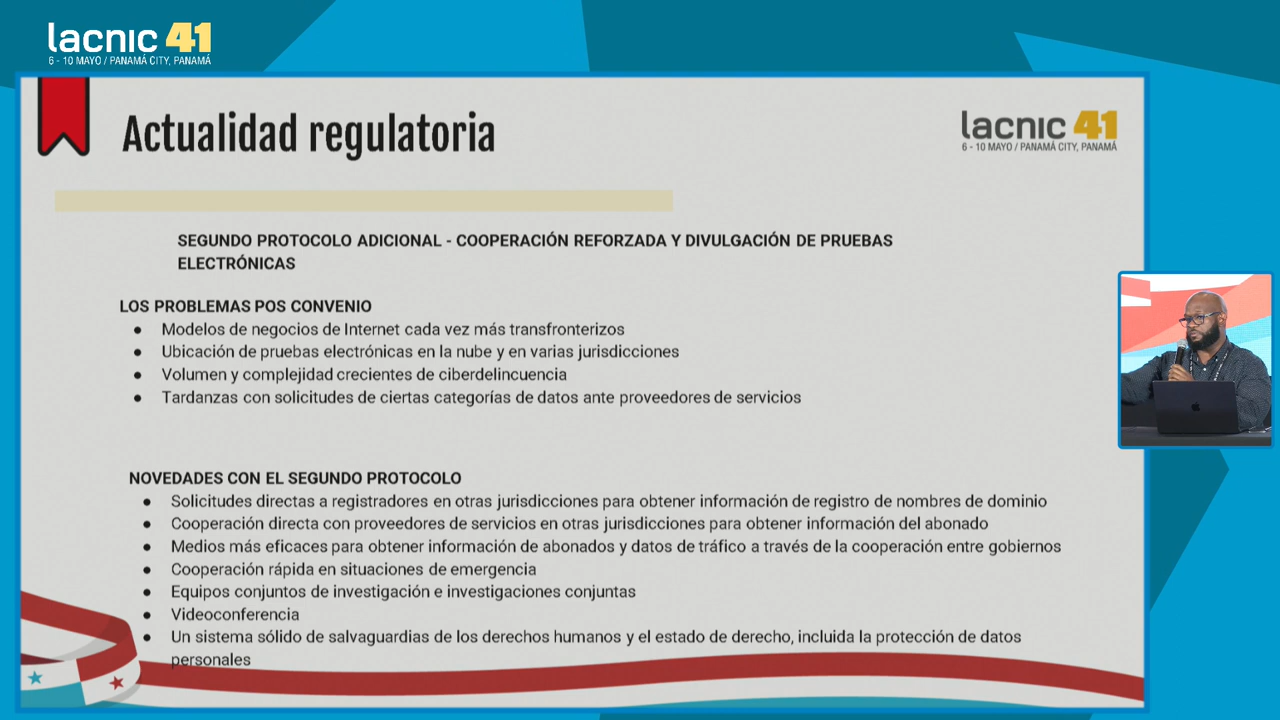 lacnic 41
6 - 10 MAYO / PANAMÁ CITY, PANAMÁ
Actualidad regulatoria
lacnic 41
6 - 10 MAYO / PANAMÁ CITY, PANAMÁ
SEGUNDO PROTOCOLO ADICIONAL - COOPERACIÓN REFORZADA Y DIVULGACIÓN DE PRUEBAS
ELECTRÓNICAS
LOS PROBLEMAS POS CONVENIO
● Modelos de negocios de Internet cada vez más transfronterizos
● Ubicación de pruebas electrónicas en la nube y en varias jurisdicciones
● Volumen y complejidad crecientes de ciberdelincuencia
● Tardanzas con solicitudes de ciertas categorías de datos ante proveedores de servicios
NOVEDADES CON EL SEGUNDO PROTOCOLO
● Solicitudes directas a registradores en otras jurisdicciones para obtener información de registro de nombres de dominio
● Cooperación directa con proveedores de servicios en otras jurisdicciones para obtener información del abonado
● Medios más eficaces para obtener información de abonados y datos de tráfico a través de la cooperación entre gobiernos
● Cooperación rápida en situaciones de emergencia
● Equipos conjuntos de investigación e investigaciones conjuntas
● Videoconferencia
● Un sistema sólido de salvaguardias de los derechos humanos y el estado de derecho, incluida la protección de datos
personales